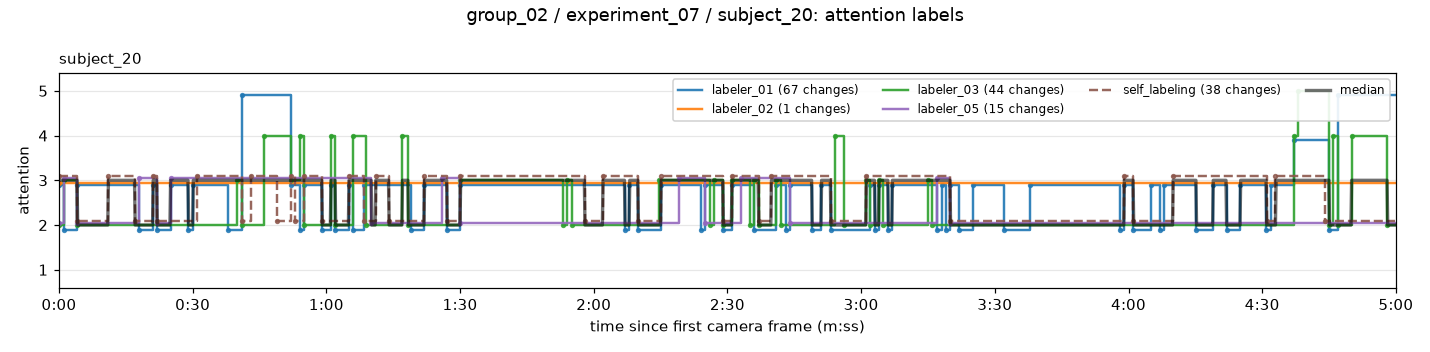 group_02 / experiment_07 / subject_20: attention labels
subject_20
labeler_01 (67 changes)
labeler_02 (1 changes)
labeler_03 (44 changes)
labeler_05 (15 changes)
self_labeling (38 changes)
median
attention
5
4
3
2
1
0:00 0:30 1:00 1:30 2:00 2:30 3:00 3:30 4:00 4:30 5:00
time since first camera frame (m:ss)